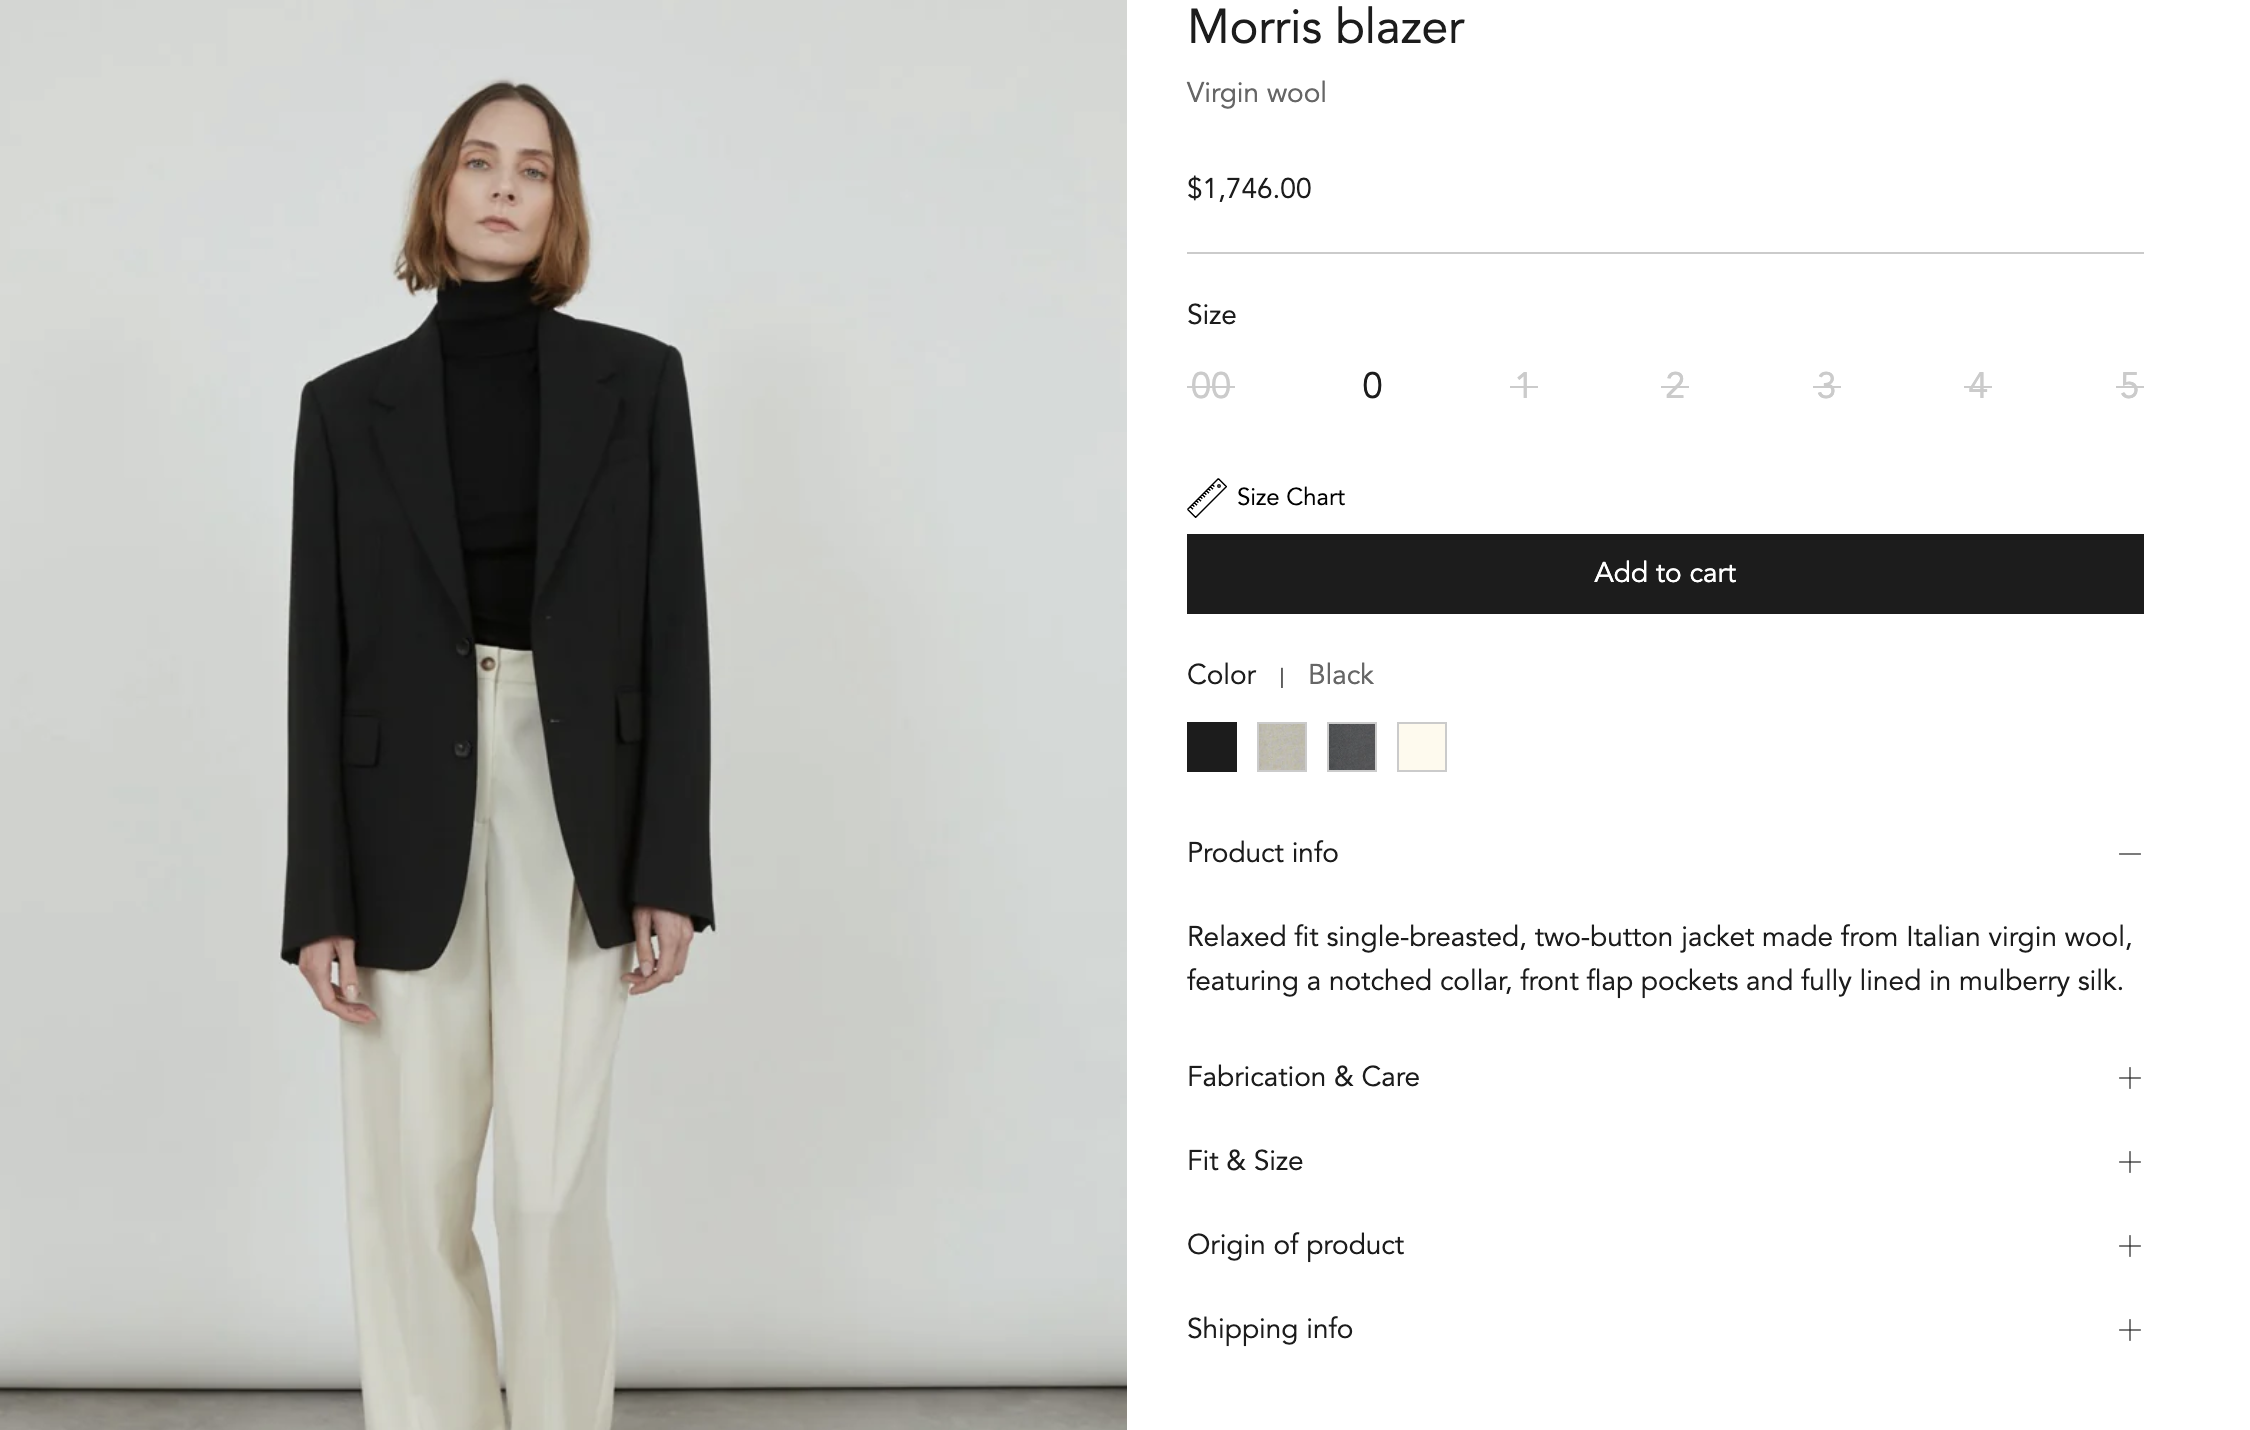 Morris blazer
Virgin wool
$1,746.00
Size
00 0 1 2 3 4 5
Size Chart
Add to cart
Color | Black
Product info
Relaxed fit single-breasted, two-button jacket made from Italian virgin wool,
featuring a notched collar, front flap pockets and fully lined in mulberry silk.
Fabrication & Care
Fit & Size
Origin of product
Shipping info